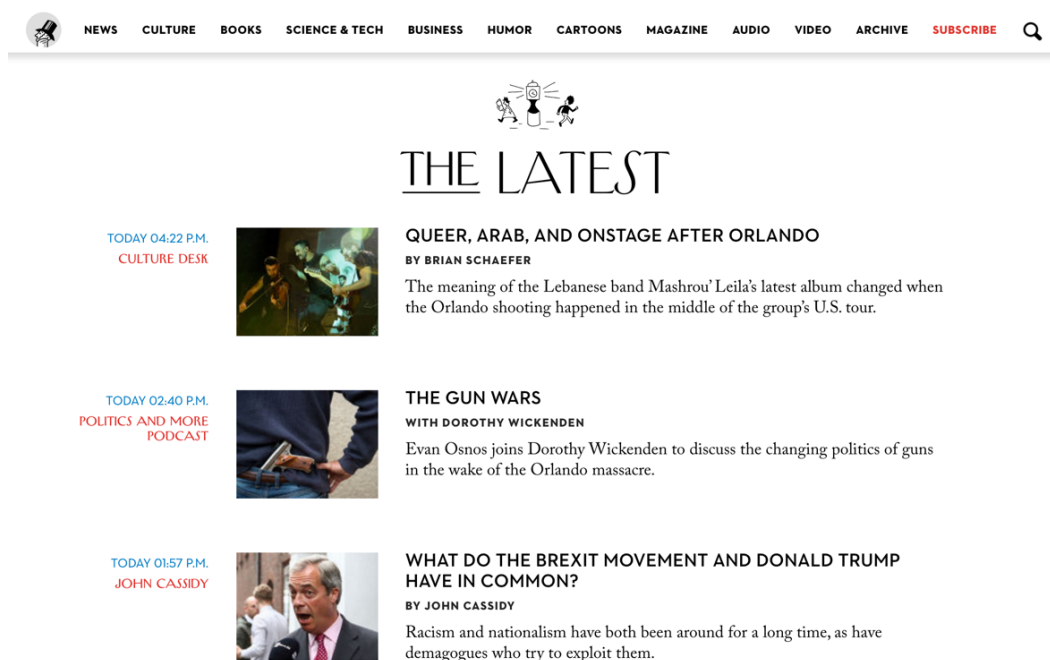 NEWS CULTURE BOOKS SCIENCE & TECH BUSINESS HUMOR CARTOONS MAGAZINE AUDIO VIDEO ARCHIVE SUBSCRIBE
THE LATEST
TODAY 04:22 P.M.
CULTURE DESK
QUEER, ARAB, AND ONSTAGE AFTER ORLANDO
BY BRIAN SCHAEFER
The meaning of the Lebanese band Mashrou’ Leila’s latest album changed when
the Orlando shooting happened in the middle of the group’s U.S. tour.
TODAY 02:40 P.M.
POLITICS AND MORE
PODCAST
THE GUN WARS
WITH DOROTHY WICKENDEN
Evan Osnos joins Dorothy Wickenden to discuss the changing politics of guns
in the wake of the Orlando massacre.
TODAY 01:57 P.M.
JOHN CASSIDY
WHAT DO THE BREXIT MOVEMENT AND DONALD TRUMP
HAVE IN COMMON?
BY JOHN CASSIDY
Racism and nationalism have both been around for a long time, as have
demagogues who try to exploit them.